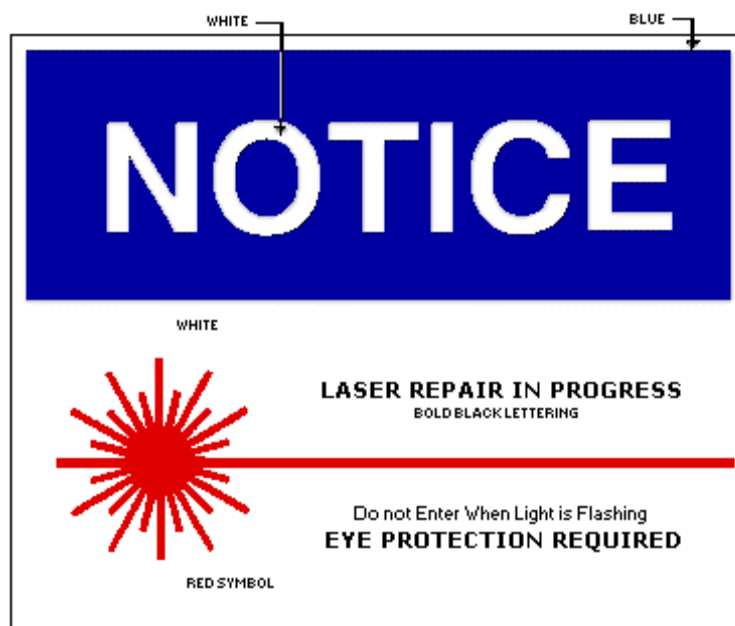 WHITE
BLUE
NOTICE
WHITE
LASER REPAIR IN PROGRESS
BOLD BLACK LETTERING
Do not Enter When Light is Flashing
EYE PROTECTION REQUIRED
RED SYMBOL